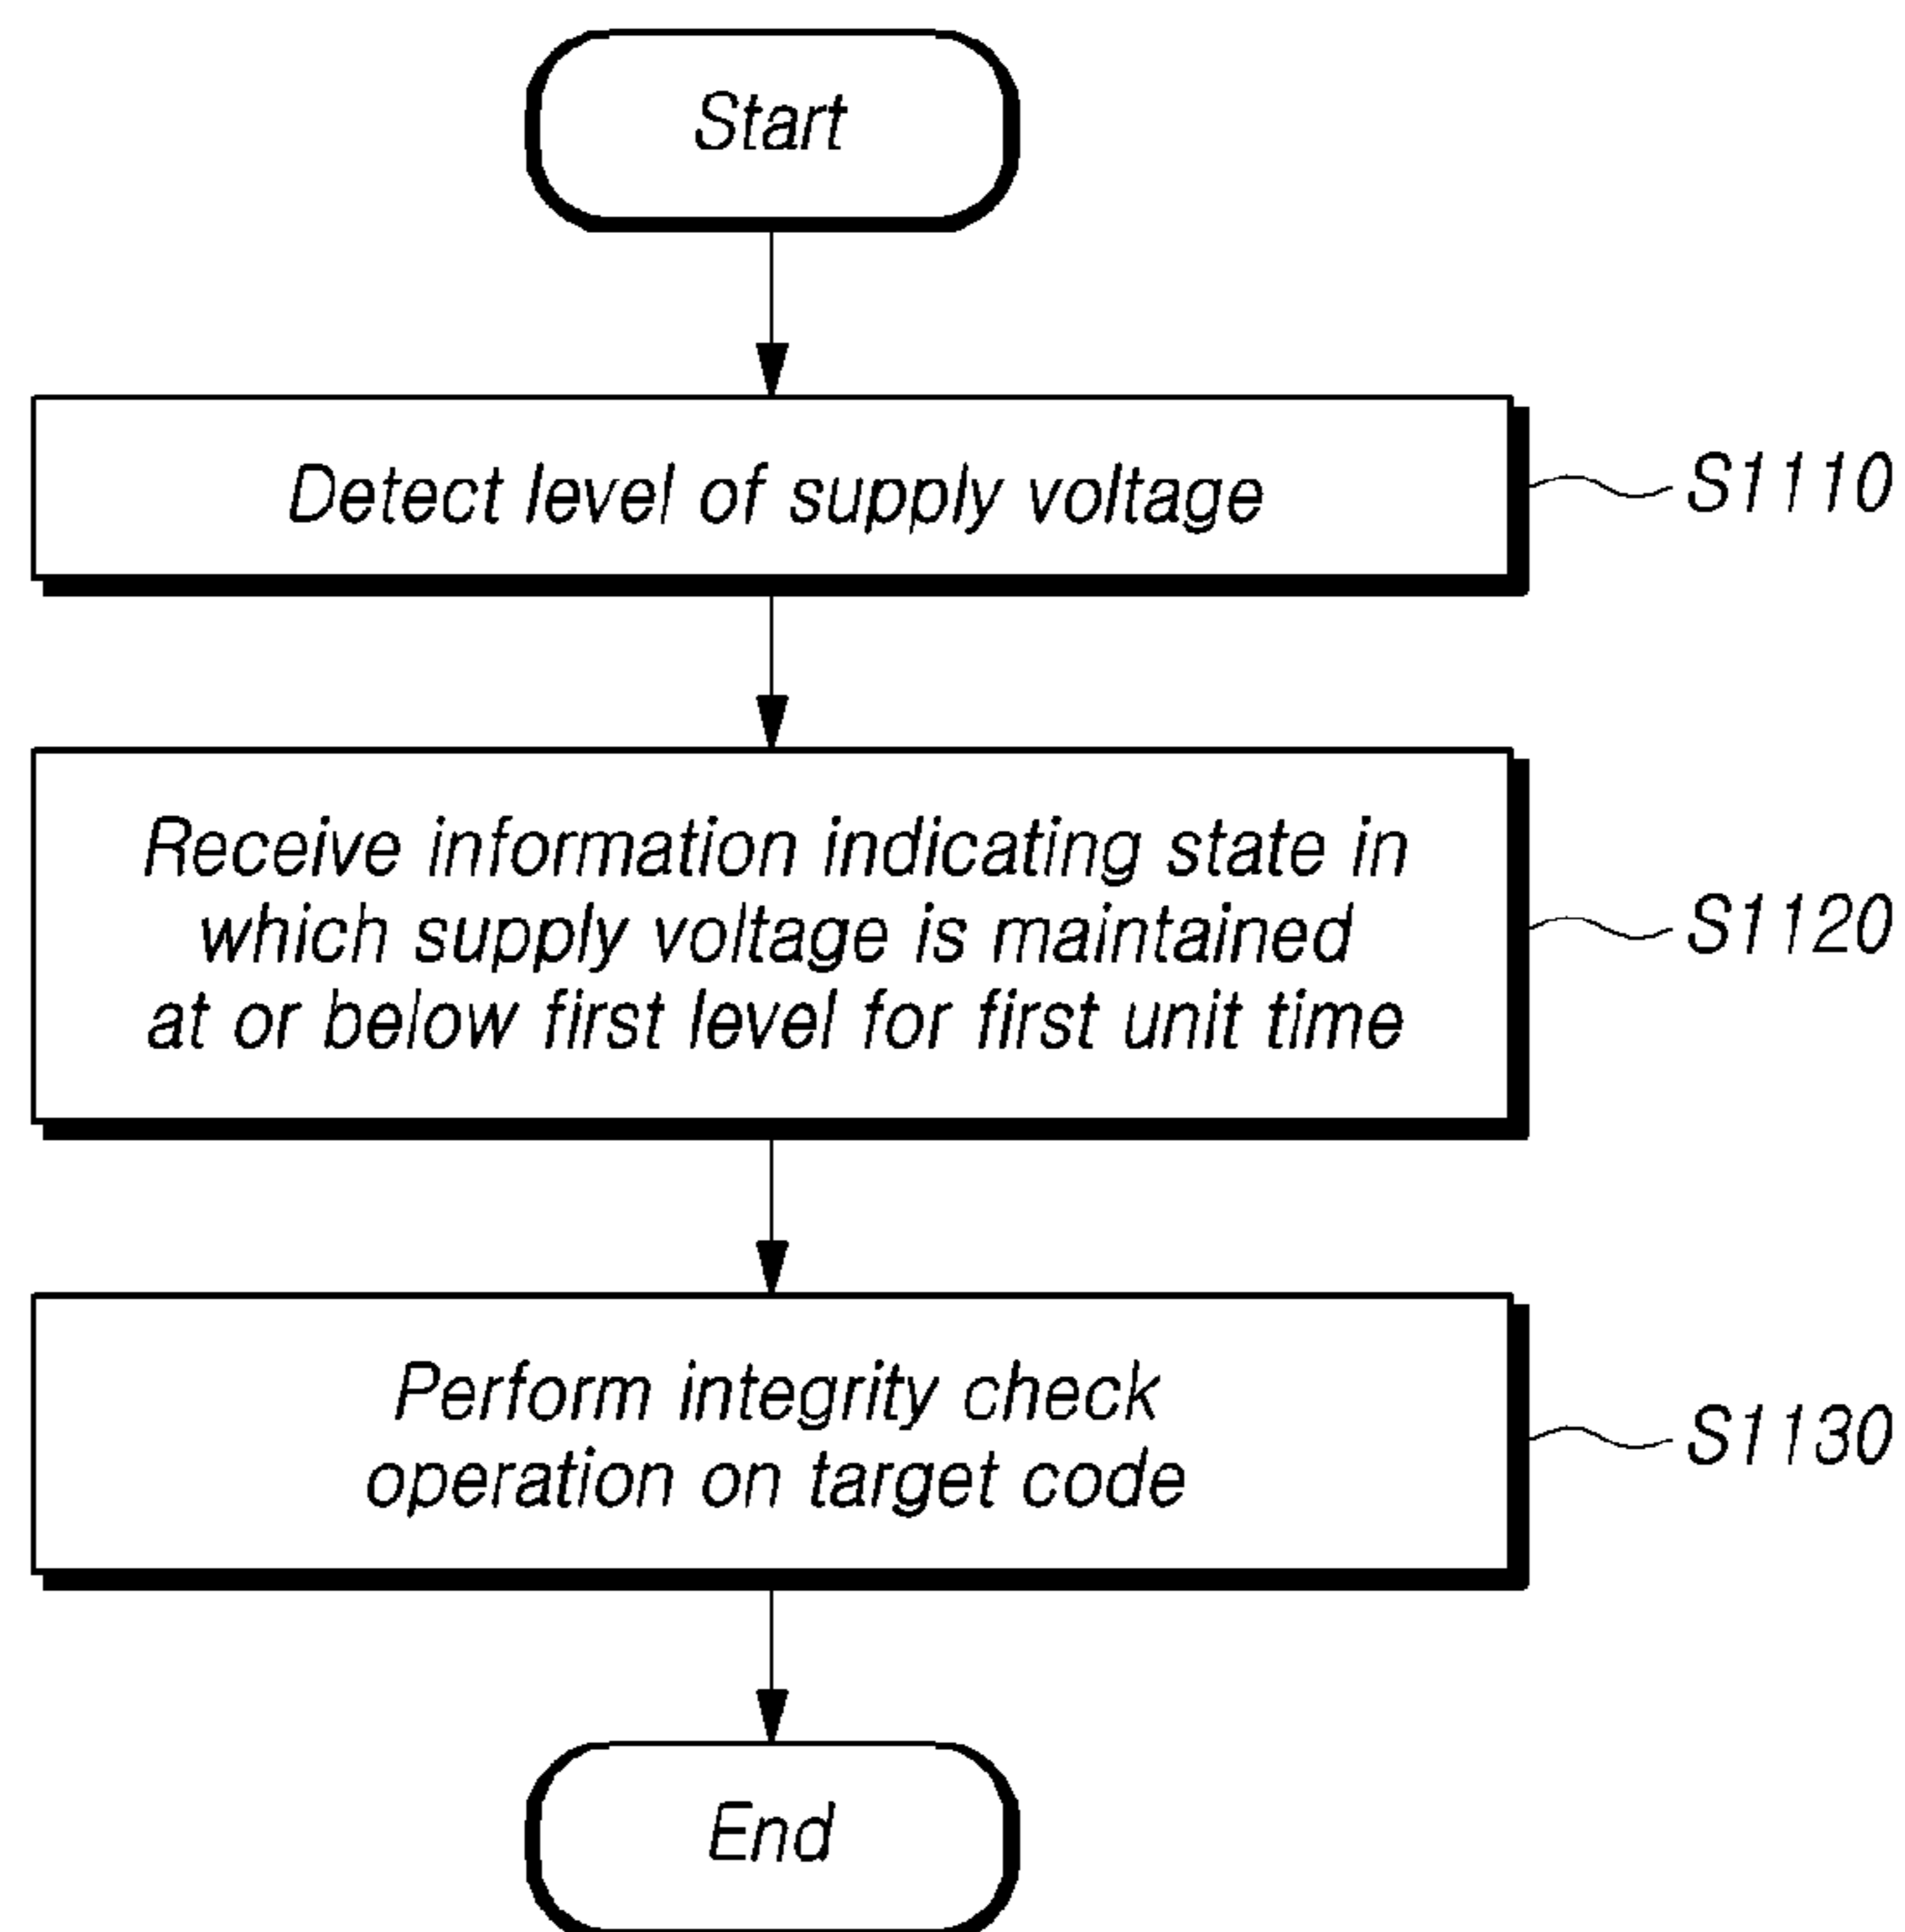 Start
Detect level of supply voltage
S1110
Receive information indicating state in
which supply voltage is maintained
at or below first level for first unit time
S1120
Perform integrity check
operation on target code
S1130
End